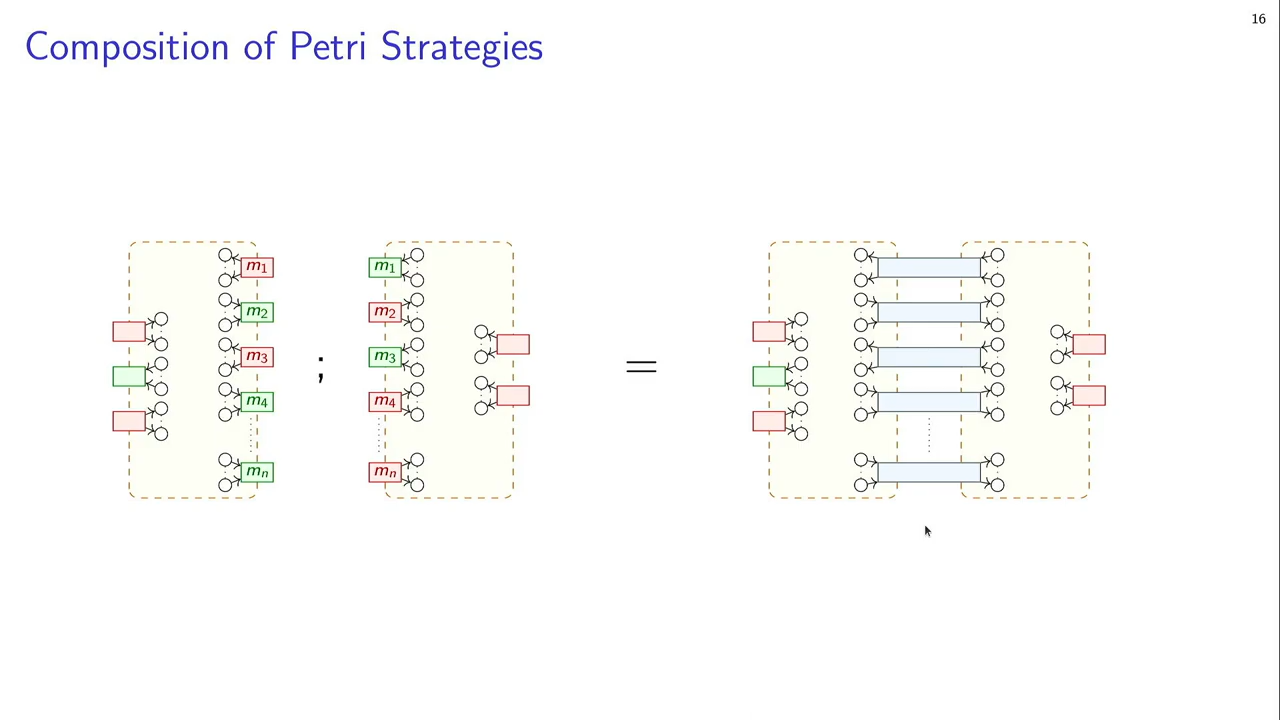 16
Composition of Petri Strategies
m₁ m₁
m₂ m₂
m₃ ; m₃ =
m₄ m₄
mₙ mₙ